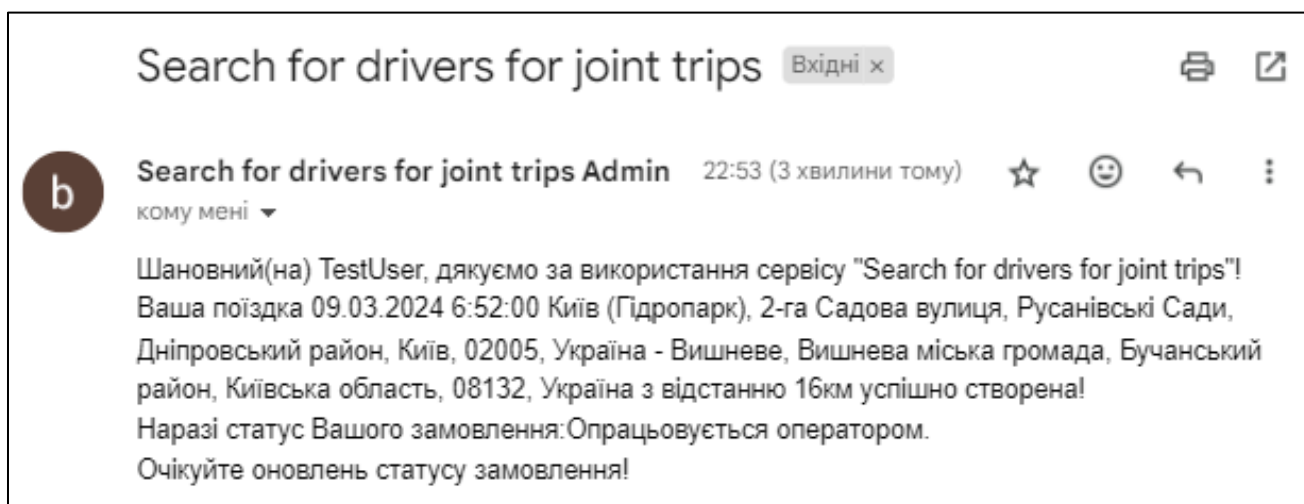 Search for drivers for joint trips Вхідні ×
b
Search for drivers for joint trips Admin 22:53 (3 хвилини тому)
кому мені
Шановний(на) TestUser, дякуємо за використання сервісу "Search for drivers for joint trips"!
Ваша поїздка 09.03.2024 6:52:00 Київ (Гідропарк), 2-га Садова вулиця, Русанівські Сади,
Дніпровський район, Київ, 02005, Україна - Вишневе, Вишнева міська громада, Бучанський
район, Київська область, 08132, Україна з відстанню 16км успішно створена!
Наразі статус Вашого замовлення:Опрацьовується оператором.
Очікуйте оновлень статусу замовлення!